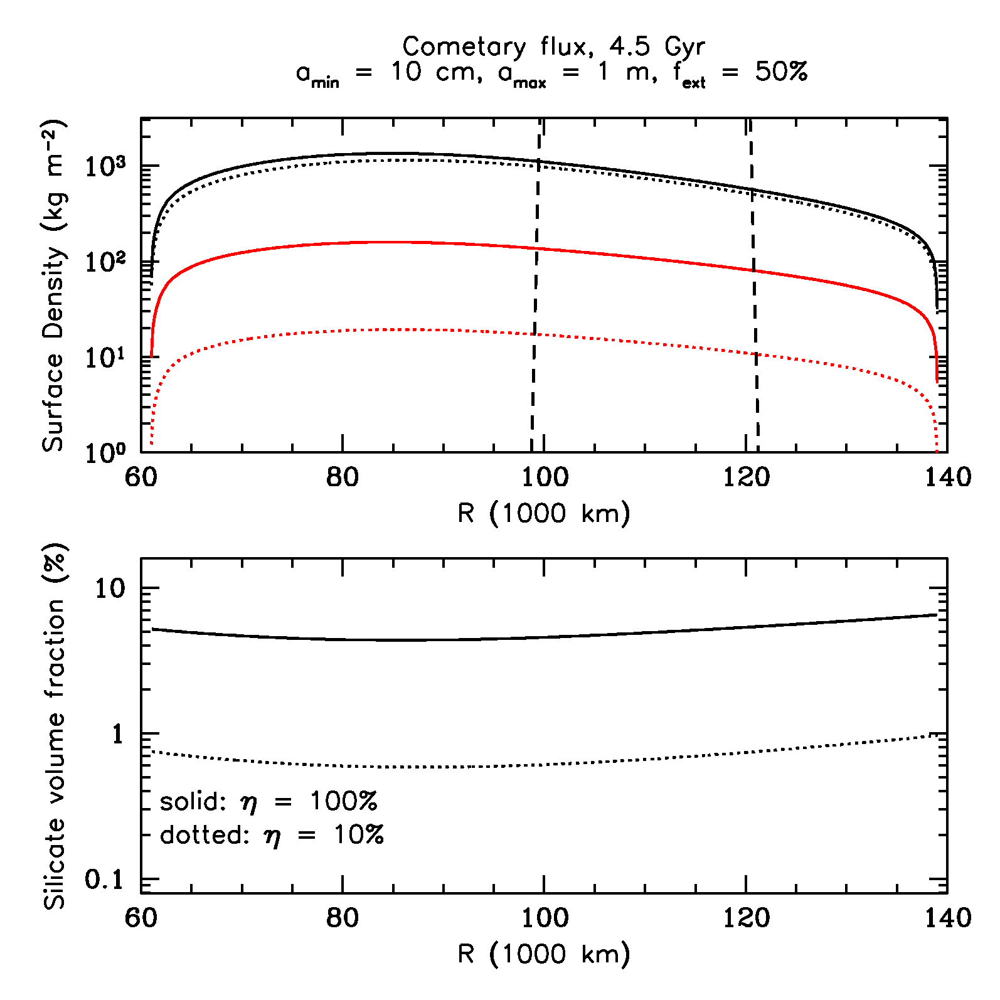 Cometary flux, 4.5 Gyr
a_min = 10 cm, a_max = 1 m, f_ext = 50%
Surface Density (kg m⁻²)
10³
10²
10¹
10⁰
60 80 100 120 140
R (1000 km)
Silicate volume fraction (%)
10
1
0.1
solid: η = 100%
dotted: η = 10%
60 80 100 120 140
R (1000 km)